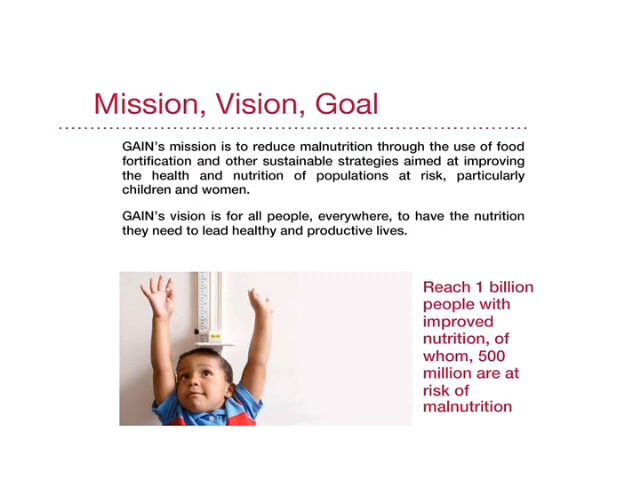 Mission, Vision, Goal
GAIN's mission is to reduce malnutrition through the use of food
fortification and other sustainable strategies aimed at improving
the health and nutrition of populations at risk, particularly
children and women.
GAIN's vision is for all people, everywhere, to have the nutrition
they need to lead healthy and productive lives.
Reach 1 billion
people with
improved
nutrition, of
whom, 500
million are at
risk of
malnutrition